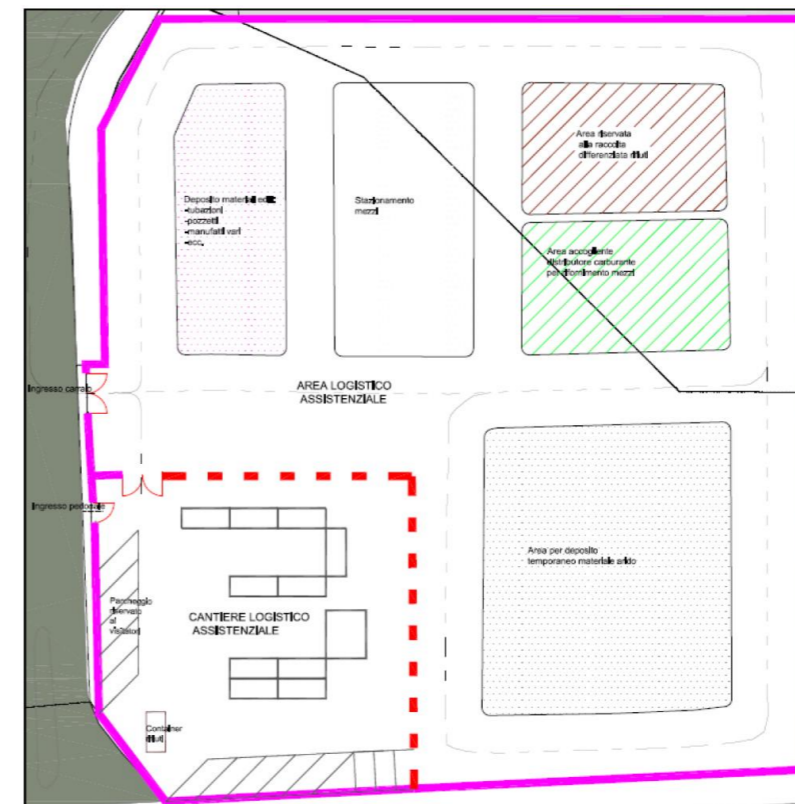 Area riservata
alla raccolta
differenziata rifiuti
Deposito materiali edili:
-tubazioni
-pozzetti
-manufatti vari
-ecc.
Stazionamento
mezzi
Area accogliente
distributore carburante
per rifornimento mezzi
Ingresso carraio
AREA LOGISTICO
ASSISTENZIALE
Ingresso pedonale
Area per deposito
temporaneo materiale arido
Parcheggio
riservato
ai
visitatori
CANTIERE LOGISTICO
ASSISTENZIALE
Container
rifiuti